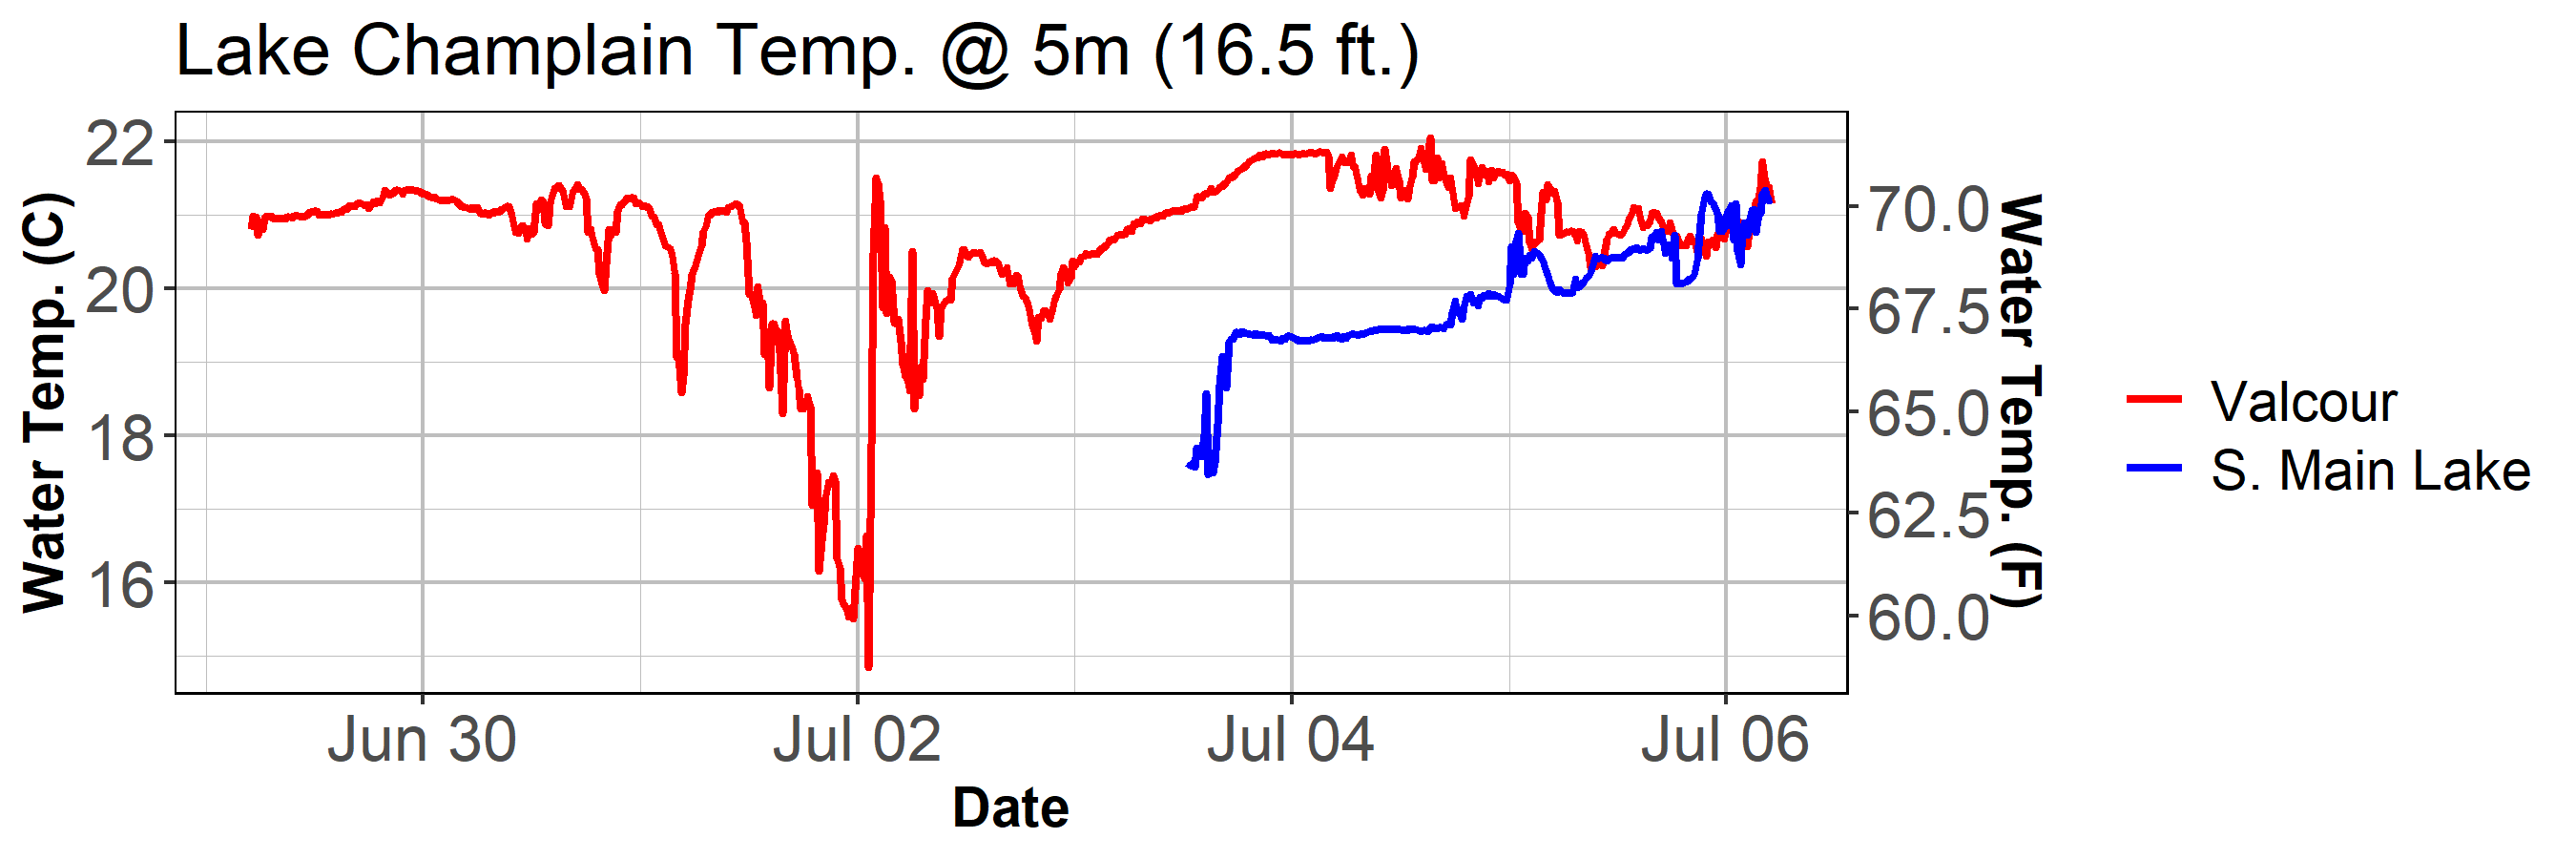 Lake Champlain Temp. @ 5m (16.5 ft.)
Water Temp. (C)
22
20
18
16
70.0
67.5
65.0
62.5
60.0
Water Temp. (F)
Valcour
S. Main Lake
Jun 30
Jul 02
Jul 04
Jul 06
Date